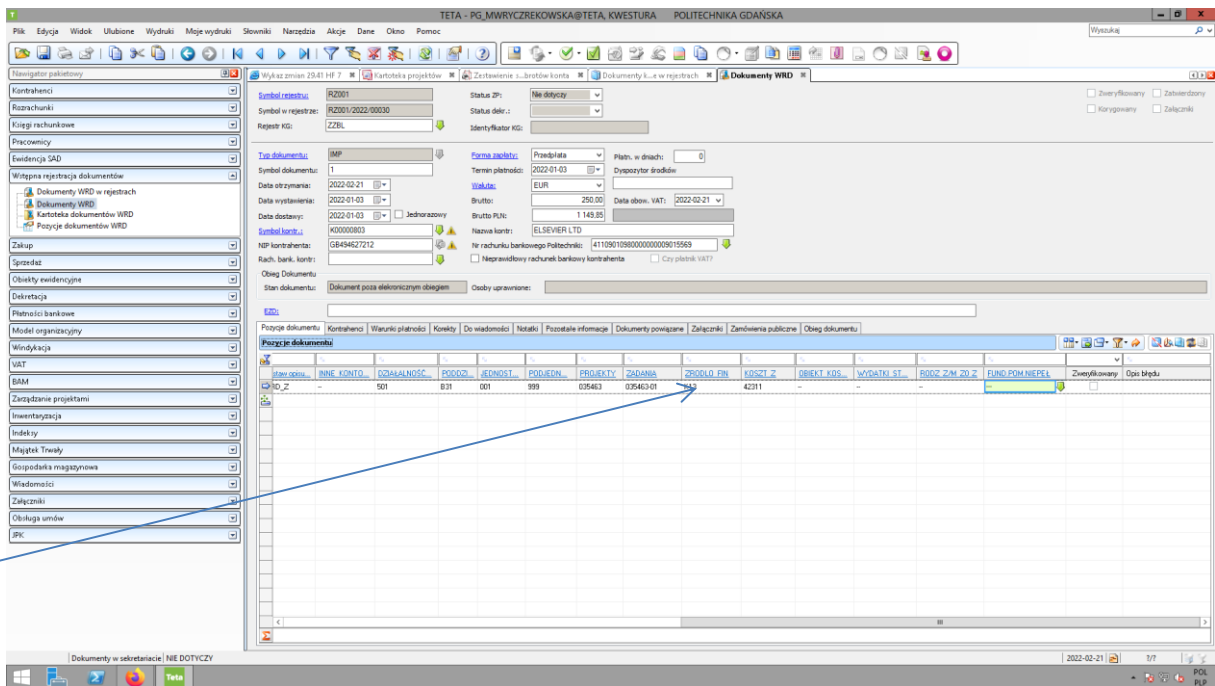 TETA - PG_MWRYCZREKOWSKA@TETA, KWESTURA POLITECHNIKA GDAŃSKA
Plik Edycja Widok Ulubione Wydruki Moje wydruki Słowniki Narzędzia Akcje Dane Okno Pomoc Wyszukaj
Nawigator pakietowy
Wykaz zmian 29.41 HF 7 Kartoteka projektów Zestawienie s...brotów konta Dokumenty k...e w rejestrach Dokumenty WRD
Kontrahenci
Rozrachunki
Księgi rachunkowe
Pracownicy
Ewidencja SAD
Wstępna rejestracja dokumentów
Dokumenty WRD w rejestrach
Dokumenty WRD
Kartoteka dokumentów WRD
Pozycje dokumentów WRD
Zakup
Sprzedaż
Obiekty ewidencyjne
Dekretacja
Płatności bankowe
Model organizacyjny
Windykacja
VAT
BAM
Zarządzanie projektami
Inwentaryzacja
Indeksy
Majątek Trwały
Gospodarka magazynowa
Wiadomości
Załączniki
Obsługa umów
JPK
Symbol rejestru: RZ001 Status ZP: Nie dotyczy Zweryfikowany Zatwierdzony
Symbol w rejestrze: RZ001/2022/00030 Status dekr.: Korygowany Załączniki
Rejestr KG: ZZBL Identyfikator KG:
Typ dokumentu: IMP Forma zapłaty: Przedpłata Płatn. w dniach: 0
Symbol dokumentu: 1 Termin płatności: 2022-01-03 Dyspozytor środków
Data otrzymania: 2022-02-21 Waluta: EUR
Data wystawienia: 2022-01-03 Brutto: 250,00 Data obow. VAT: 2022-02-21
Data dostawy: 2022-01-03 Jednorazowy Brutto PLN: 1 149,85
Symbol kontr.: K00000803 Nazwa kontr: ELSEVIER LTD
NIP kontrahenta: GB494627212 Nr rachunku bankowego Politechniki: 41109010980000000009015569
Rach. bank. kontr: Nieprawidłowy rachunek bankowy kontrahenta Czy płatnik VAT?
Obieg Dokumentu
Stan dokumentu: Dokument poza elekronicznym obiegiem Osoby uprawnione:
EZD:
Pozycje dokumentu Kontrahenci Warunki płatności Korekty Do wiadomości Notatki Pozostałe informacje Dokumenty powiązane Załączniki Zamówienia publiczne Obieg dokumentu
Pozycje dokumentu
staw opisu... INNE_KONTO... DZIAŁALNOŚĆ... PODDZI... JEDNOST... PODJEDN... PROJEKTY ZADANIA ZRODLO_FIN KOSZT_Z OBIEKT_KOS... WYDATKI_ST... RODZ_Z/M_ZO_Z FUND.POM.NIEPEŁ Zweryfikowany Opis błędu
ID_Z -- 501 B31 001 999 035463 035463-01 42311 -- -- -- --
Dokumenty w sekretariacie NIE DOTYCZY 2022-02-21 ?/?
Teta POL
PLP